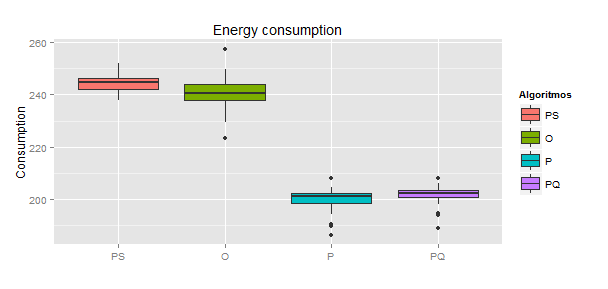 Energy consumption
260
240
220
200
Consumption
PS
O
P
PQ
Algoritmos
PS
O
P
PQ